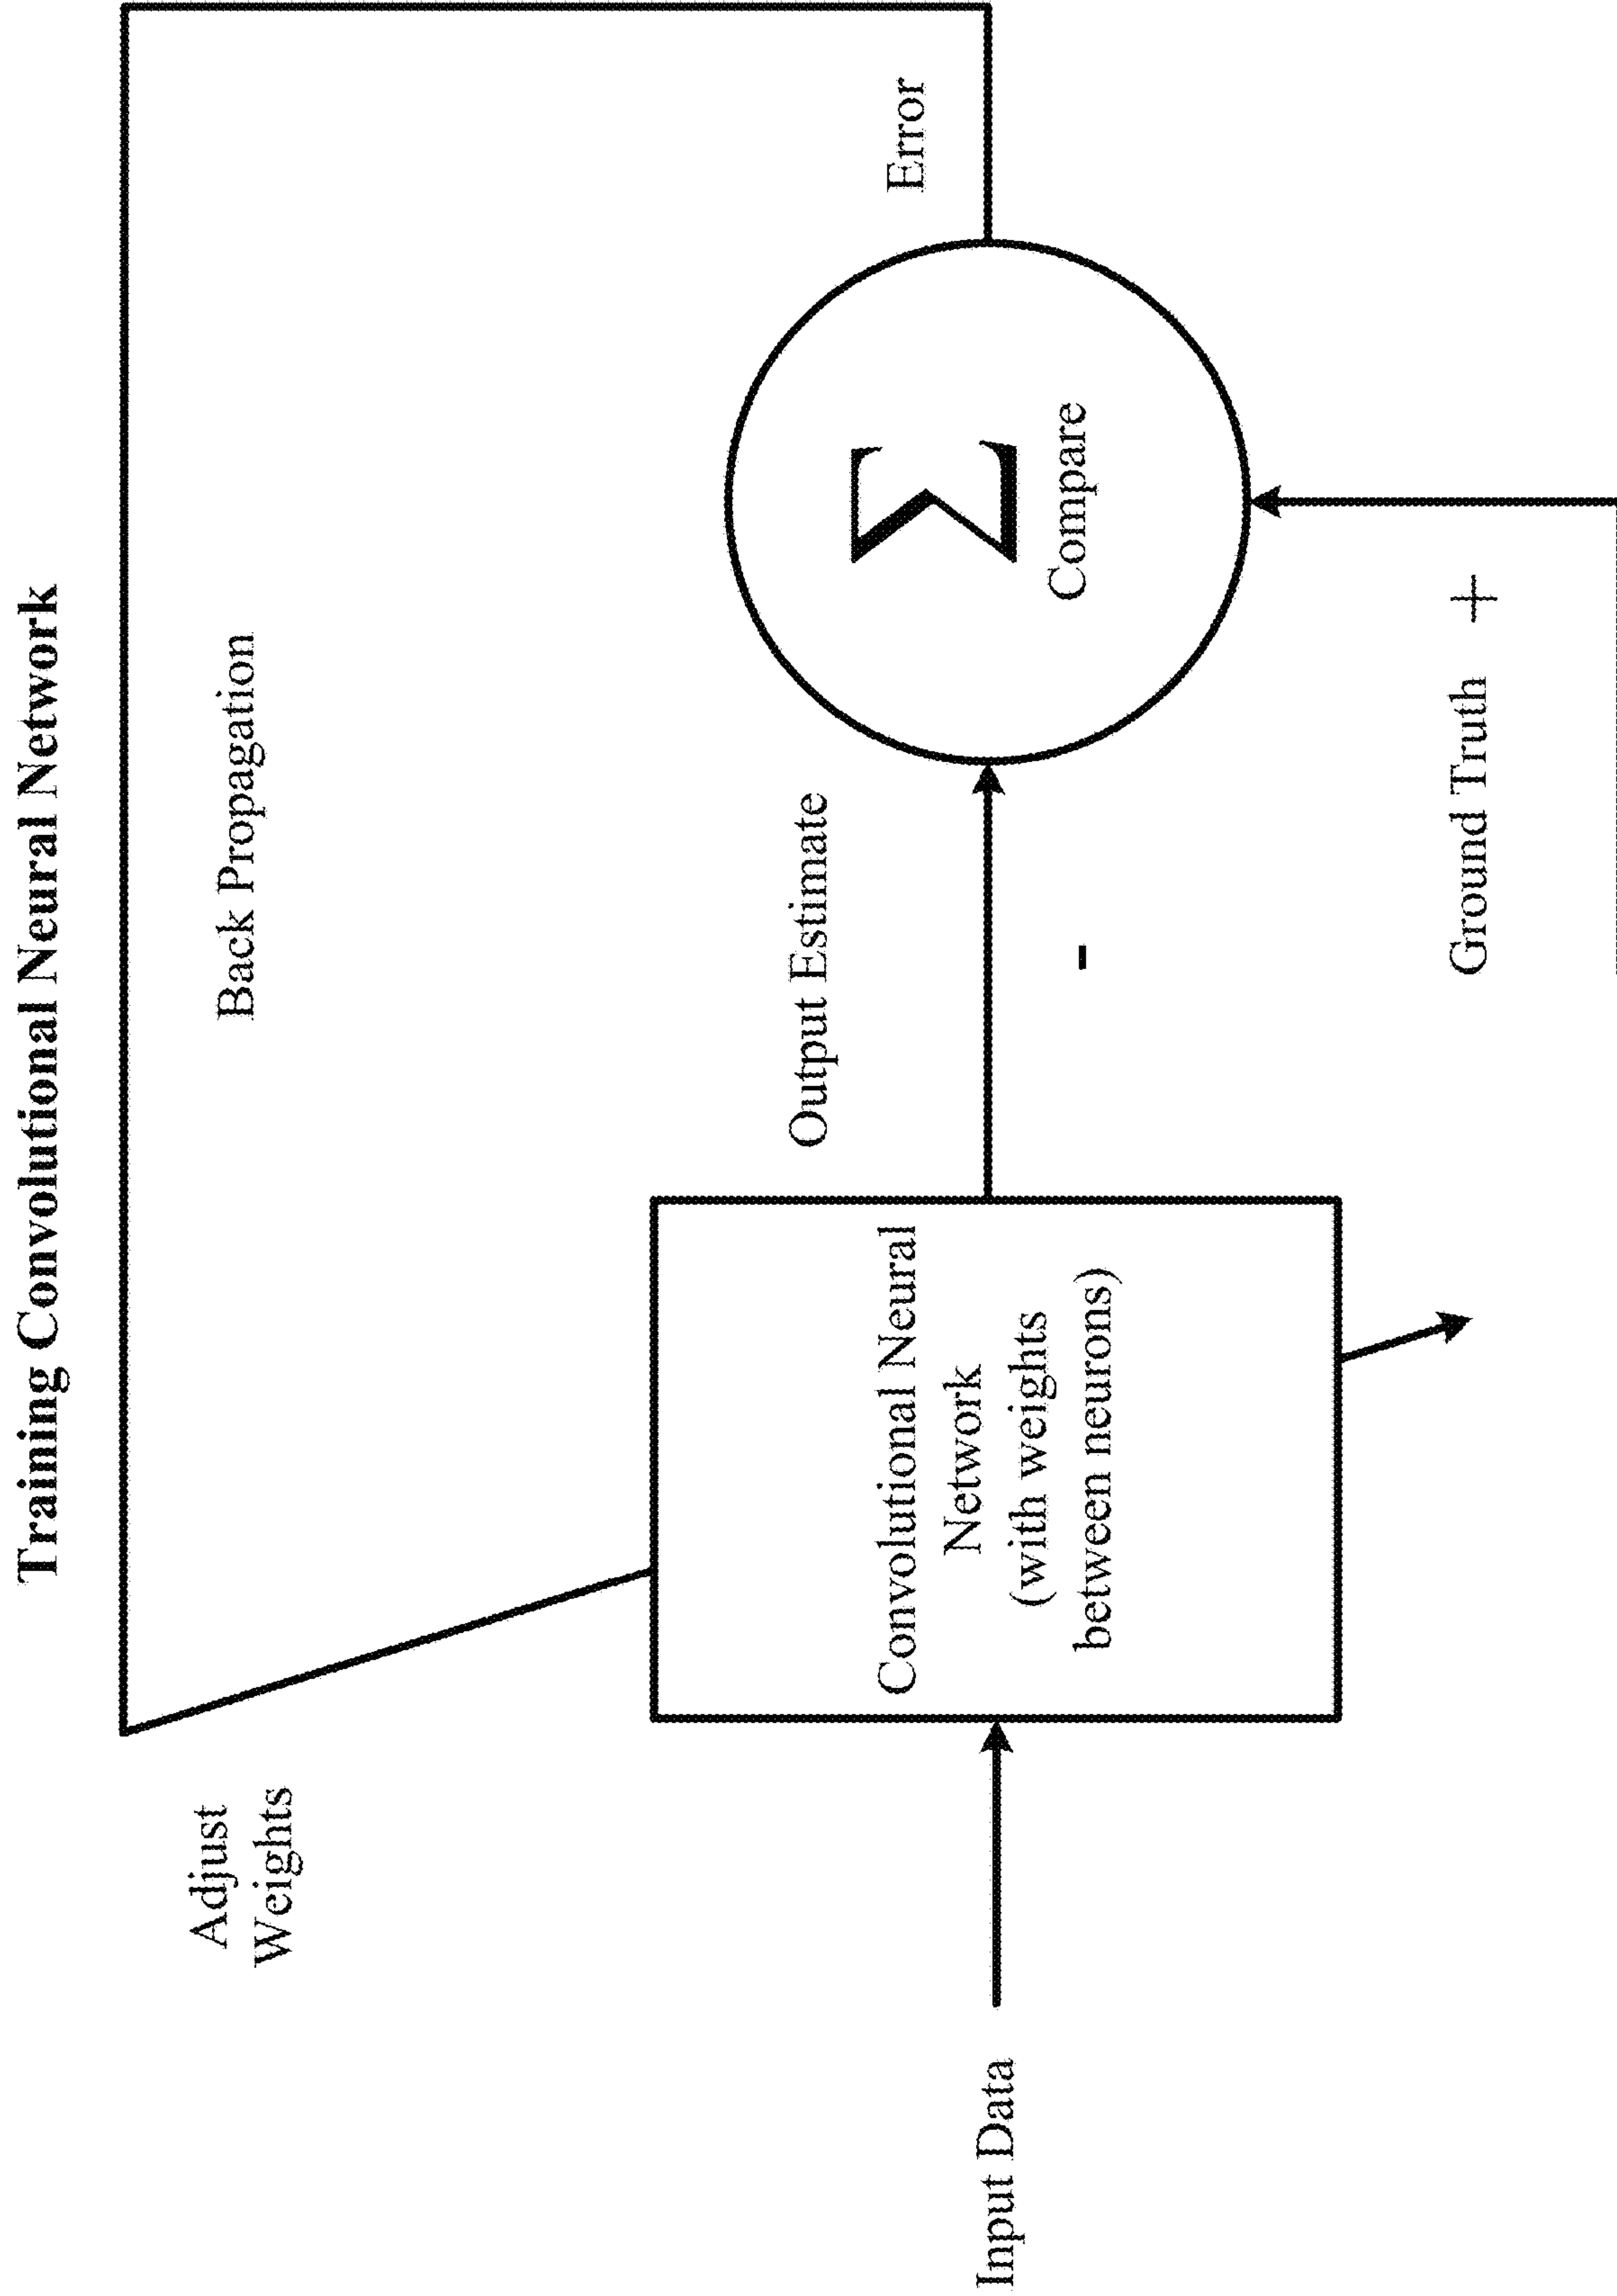 Training Convolutional Neural Network
Back Propagation
Adjust
Weights
Error
Output Estimate
Σ
Compare
Convolutional Neural
Network
(with weights
between neurons)
Input Data
-
Ground Truth +